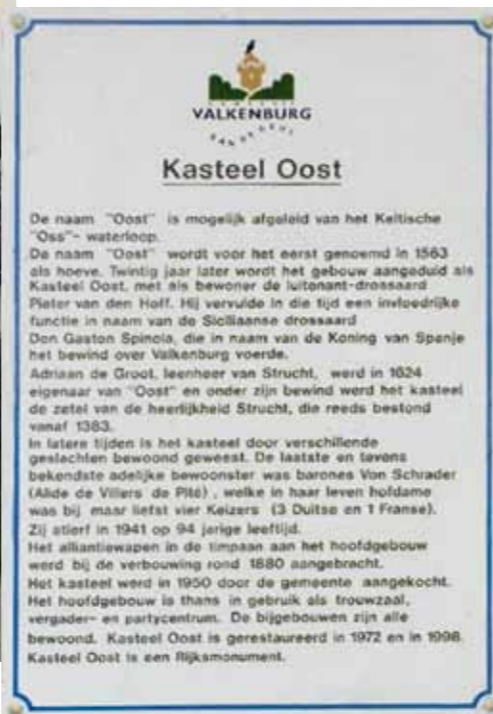 GEMEENTE
VALKENBURG
AAN DE GEUL
Kasteel Oost
De naam "Oost" is mogelijk afgeleid van het Keltische
"Oss"- waterloop.
De naam "Oost" wordt voor het eerst genoemd in 1563
als hoeve. Twintig jaar later wordt het gebouw aangeduid als
Kasteel Oost, met als bewoner de luitenant-drossaard
Pieter van den Hoff. Hij vervulde in die tijd een invloedrijke
functie in naam van de Siciliaanse drossaard
Don Gaston Spinola, die in naam van de Koning van Spanje
het bewind over Valkenburg voerde.
Adriaan de Groot, leenheer van Strucht, werd in 1624
eigenaar van "Oost" en onder zijn bewind werd het kasteel
de zetel van de heerlijkheid Strucht, die reeds bestond
vanaf 1383.
In latere tijden is het kasteel door verschillende
geslachten bewoond geweest. De laatste en tevens
bekendste adelijke bewoonster was barones Von Schrader
(Alide de Villers de Pité) , welke in haar leven hofdame
was bij maar liefst vier Keizers (3 Duitse en 1 Franse).
Zij stierf in 1941 op 94 jarige leeftijd.
Het alliantiewapen in de timpaan aan het hoofdgebouw
werd bij de verbouwing rond 1880 aangebracht.
Het kasteel werd in 1950 door de gemeente aangekocht.
Het hoofdgebouw is thans in gebruik als trouwzaal,
vergader- en partycentrum. De bijgebouwen zijn alle
bewoond. Kasteel Oost is gerestaureerd in 1972 en in 1998.
Kasteel Oost is een Rijksmonument.